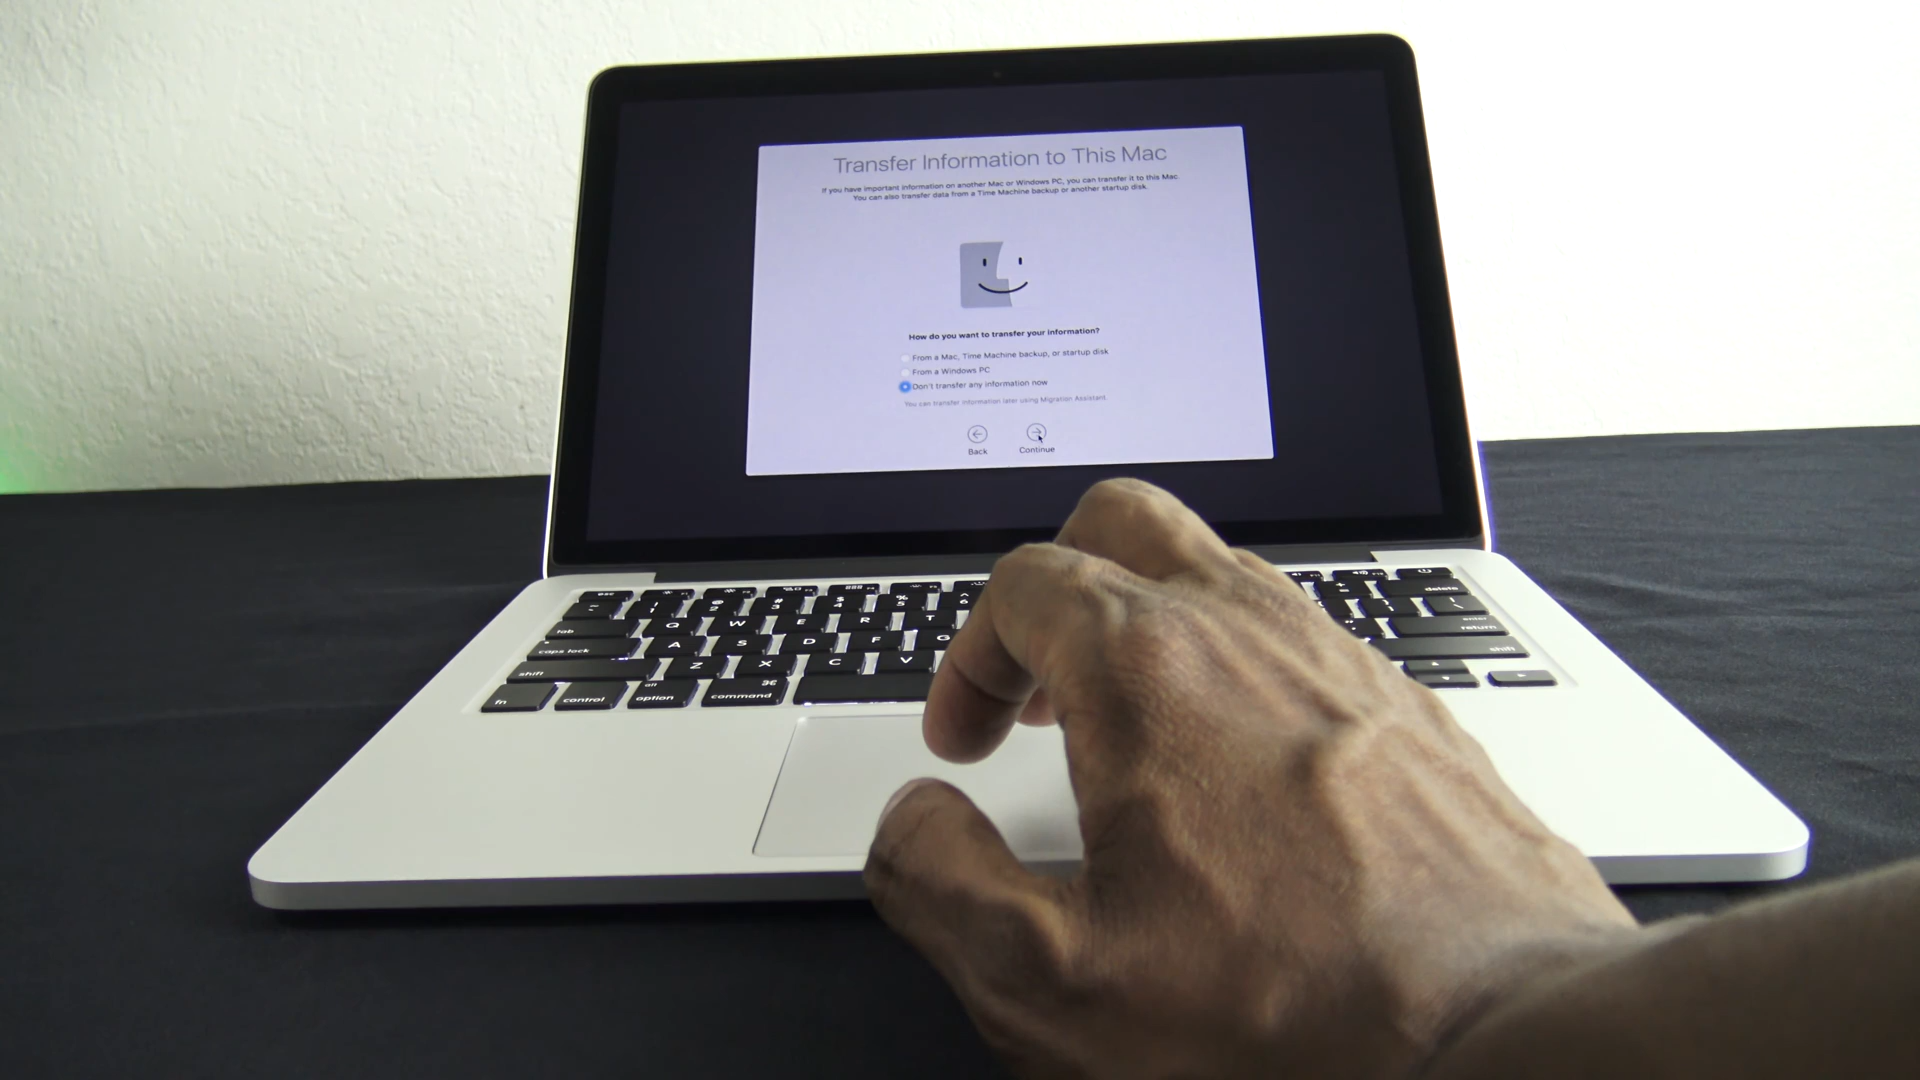 Transfer Information to This Mac
If you have important information on another Mac or Windows PC, you can transfer it to this Mac.
You can also transfer data from a Time Machine backup or another startup disk.
How do you want to transfer your information?
From a Mac, Time Machine backup, or startup disk
From a Windows PC
Don't transfer any information now
You can transfer information later using Migration Assistant.
Back Continue
esc
~ ! 2 # $ % ^ + delete
tab Q W E R T \
caps lock A S D F G enter
return
shift Z X C V shift
fn control alt
option ⌘
command